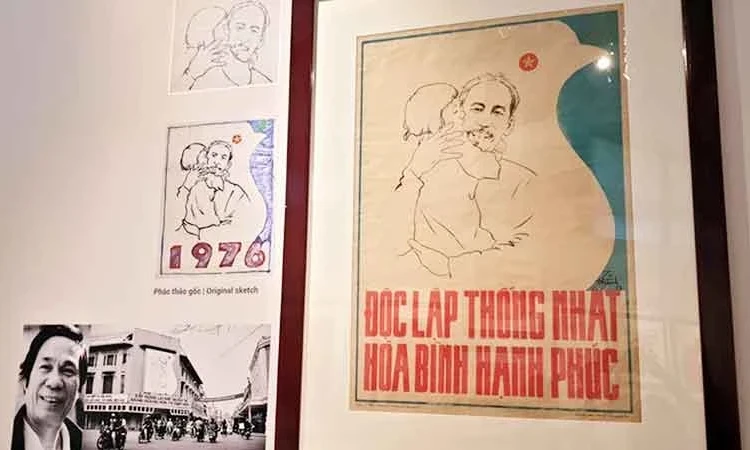 1976
Phác thảo gốc | Original sketch
ĐỘC LẬP THỐNG NHẤT
HÒA BÌNH HẠNH PHÚC